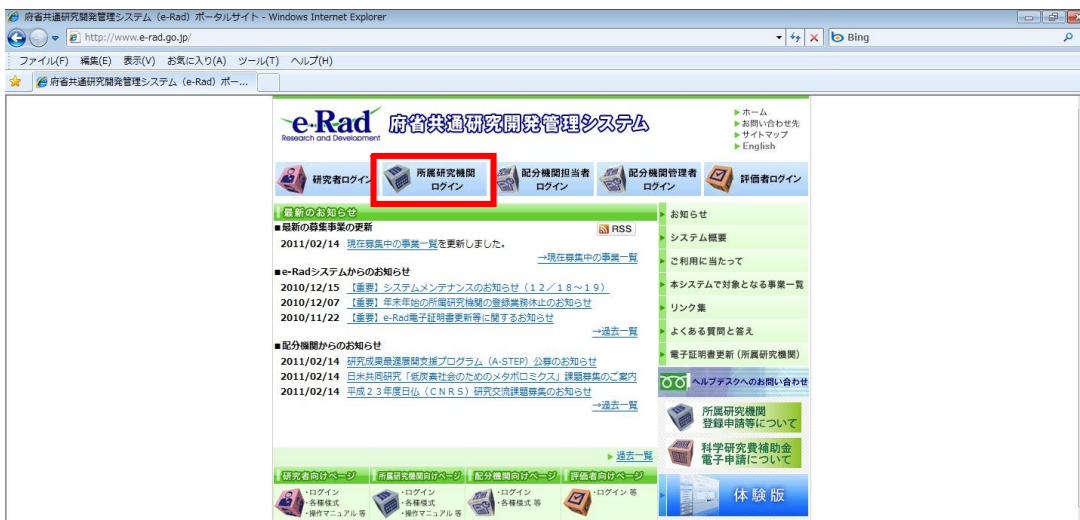 府省共通研究開発管理システム（e-Rad）ポータルサイト - Windows Internet Explorer
http://www.e-rad.go.jp/
Bing
ファイル(F) 編集(E) 表示(V) お気に入り(A) ツール(T) ヘルプ(H)
府省共通研究開発管理システム（e-Rad）ポー...
e-Rad
Research and Development
府省共通研究開発管理システム
ホーム
お問い合わせ先
サイトマップ
English
研究者ログイン
所属研究機関
ログイン
配分機関担当者
ログイン
配分機関管理者
ログイン
評価者ログイン
最新のお知らせ
■最新の募集事業の更新
RSS
2011/02/14 現在募集中の事業一覧を更新しました。
→現在募集中の事業一覧
■e-Radシステムからのお知らせ
2010/12/15 【重要】システムメンテナンスのお知らせ（１２／１８～１９）
2010/12/07 【重要】年末年始の所属研究機関の登録業務休止のお知らせ
2010/11/22 【重要】e-Rad電子証明書更新等に関するお知らせ
→過去一覧
■配分機関からのお知らせ
2011/02/14 研究成果最適展開支援プログラム（A-STEP）公募のお知らせ
2011/02/14 日米共同研究「低炭素社会のためのメタボロミクス」課題募集のご案内
2011/02/14 平成２３年度日仏（ＣＮＲＳ）研究交流課題募集のお知らせ
→過去一覧
過去一覧
お知らせ
システム概要
ご利用に当たって
本システムで対象となる事業一覧
リンク集
よくある質問と答え
電子証明書更新(所属研究機関)
ヘルプデスクへのお問い合わせ
所属研究機関
登録申請等について
科学研究費補助金
電子申請について
体験版
研究者向けページ
・ログイン
・各種様式
・操作マニュアル 等
所属研究機関向けページ
・ログイン
・各種様式
・操作マニュアル 等
配分機関向けページ
・ログイン
・各種様式 等
評価者向けページ
・ログイン 等